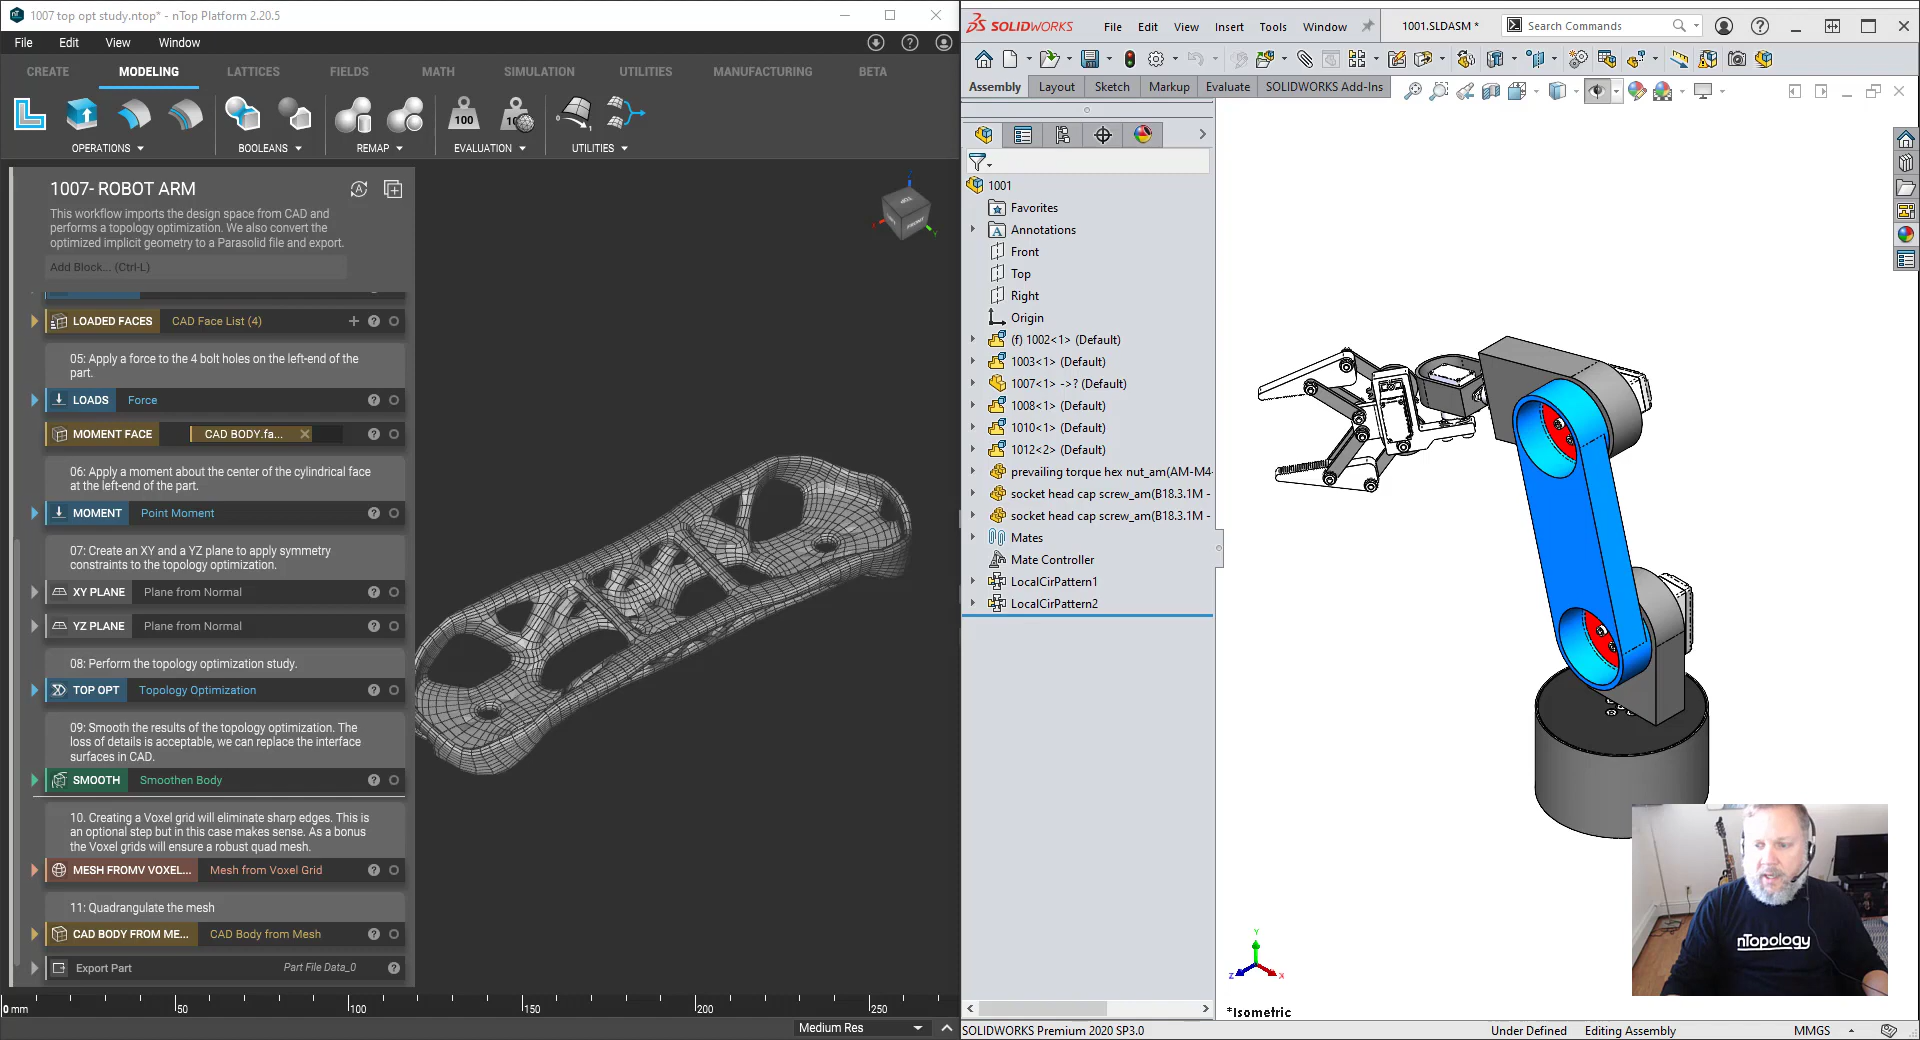 1007 top opt study.ntop* - nTop Platform 2.20.5
File Edit View Window
CREATE MODELING LATTICES FIELDS MATH SIMULATION UTILITIES MANUFACTURING BETA
100
OPERATIONS BOOLEANS REMAP EVALUATION UTILITIES
1007- ROBOT ARM
This workflow imports the design space from CAD and
performs a topology optimization. We also convert the
optimized implicit geometry to a Parasolid file and export.
Add Block... (Ctrl-L)
LOADED FACES CAD Face List (4)
05: Apply a force to the 4 bolt holes on the left-end of the
part.
LOADS Force
MOMENT FACE CAD BODY.fa...
06: Apply a moment about the center of the cylindrical face
at the left-end of the part.
MOMENT Point Moment
07: Create an XY and a YZ plane to apply symmetry
constraints to the topology optimization.
XY PLANE Plane from Normal
YZ PLANE Plane from Normal
08: Perform the topology optimization study.
TOP OPT Topology Optimization
09: Smooth the results of the topology optimization. The
loss of details is acceptable, we can replace the interface
surfaces in CAD.
SMOOTH Smoothen Body
10. Creating a Voxel grid will eliminate sharp edges. This is
an optional step but in this case makes sense. As a bonus
the Voxel grids will ensure a robust quad mesh.
MESH FROMV VOXEL... Mesh from Voxel Grid
11: Quadrangulate the mesh
CAD BODY FROM ME... CAD Body from Mesh
Export Part Part File Data_0
TOP
FRONT
0 mm 50 100 150 200 250
Medium Res
SOLIDWORKS File Edit View Insert Tools Window 1001.SLDASM * Search Commands
Assembly Layout Sketch Markup Evaluate SOLIDWORKS Add-Ins
1001
Favorites
Annotations
Front
Top
Right
Origin
(f) 1002<1> (Default)
1003<1> (Default)
1007<1> ->? (Default)
1008<1> (Default)
1010<1> (Default)
1012<2> (Default)
prevailing torque hex nut_am(AM-M4-
socket head cap screw_am(B18.3.1M -
socket head cap screw_am(B18.3.1M -
Mates
Mate Controller
LocalCirPattern1
LocalCirPattern2
Y
Z X
*Isometric
nTopology
SOLIDWORKS Premium 2020 SP3.0 Under Defined Editing Assembly MMGS